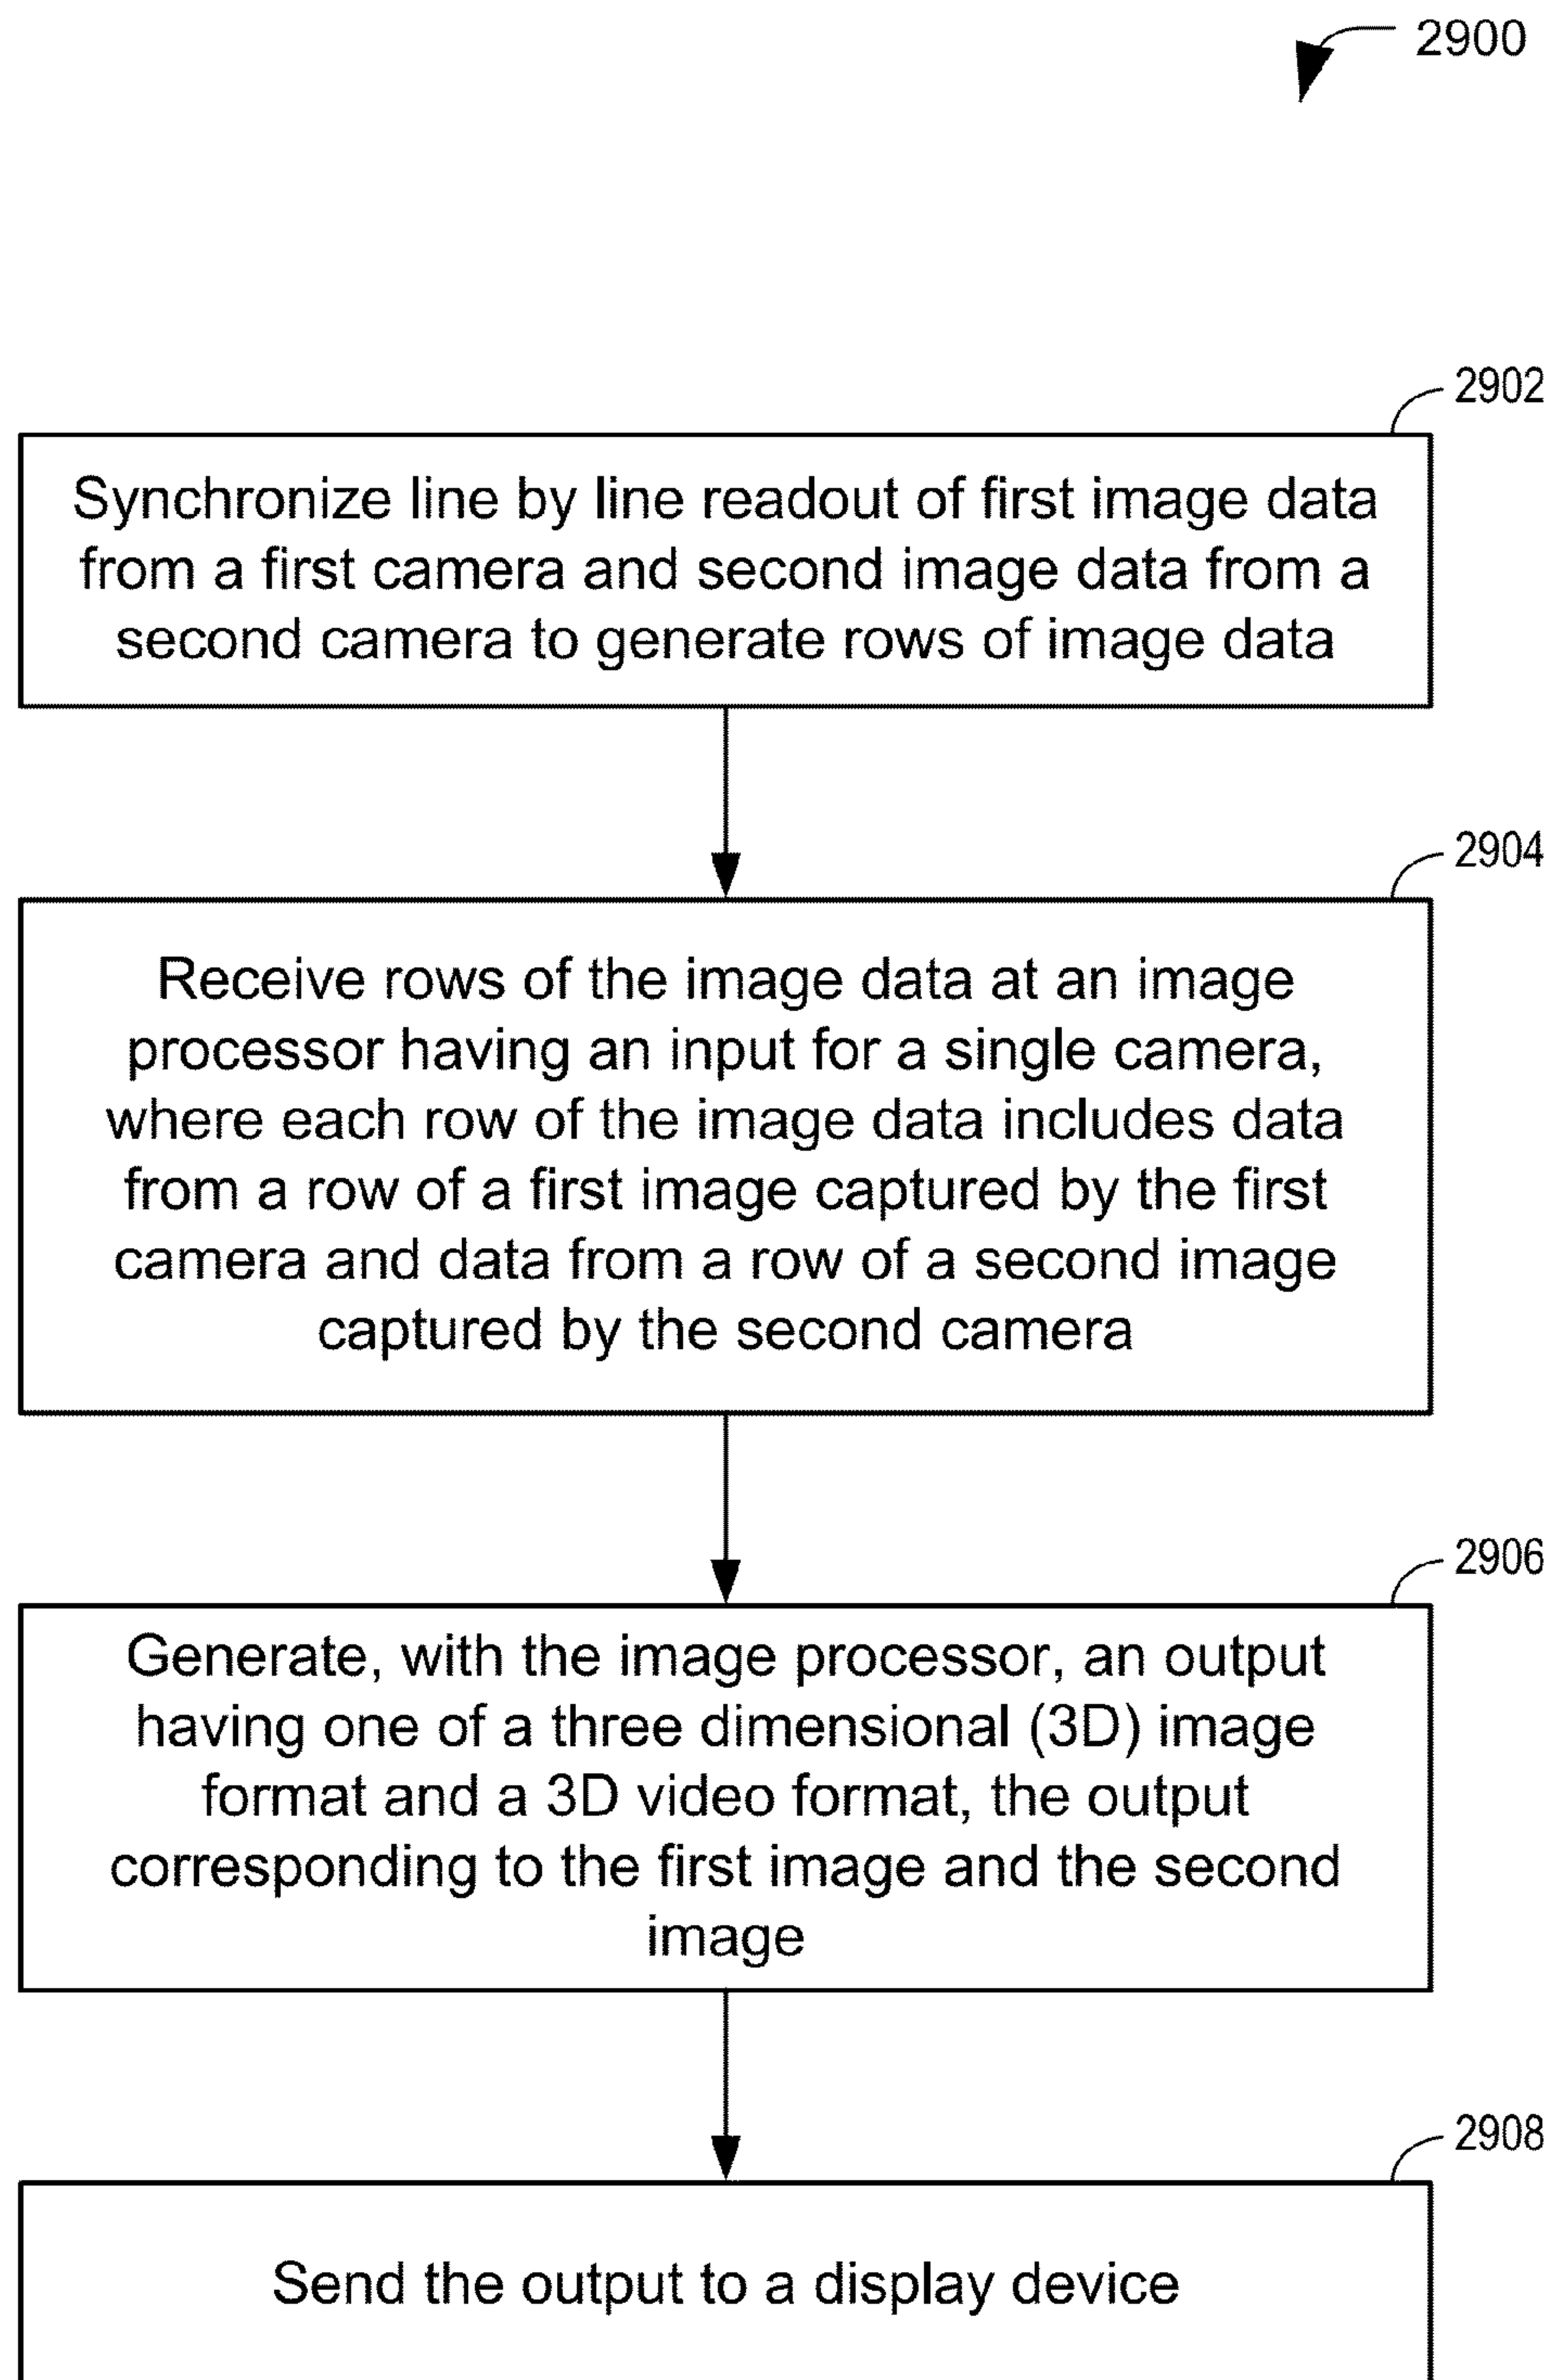 2900
2902
Synchronize line by line readout of first image data
from a first camera and second image data from a
second camera to generate rows of image data
2904
Receive rows of the image data at an image
processor having an input for a single camera,
where each row of the image data includes data
from a row of a first image captured by the first
camera and data from a row of a second image
captured by the second camera
2906
Generate, with the image processor, an output
having one of a three dimensional (3D) image
format and a 3D video format, the output
corresponding to the first image and the second
image
2908
Send the output to a display device